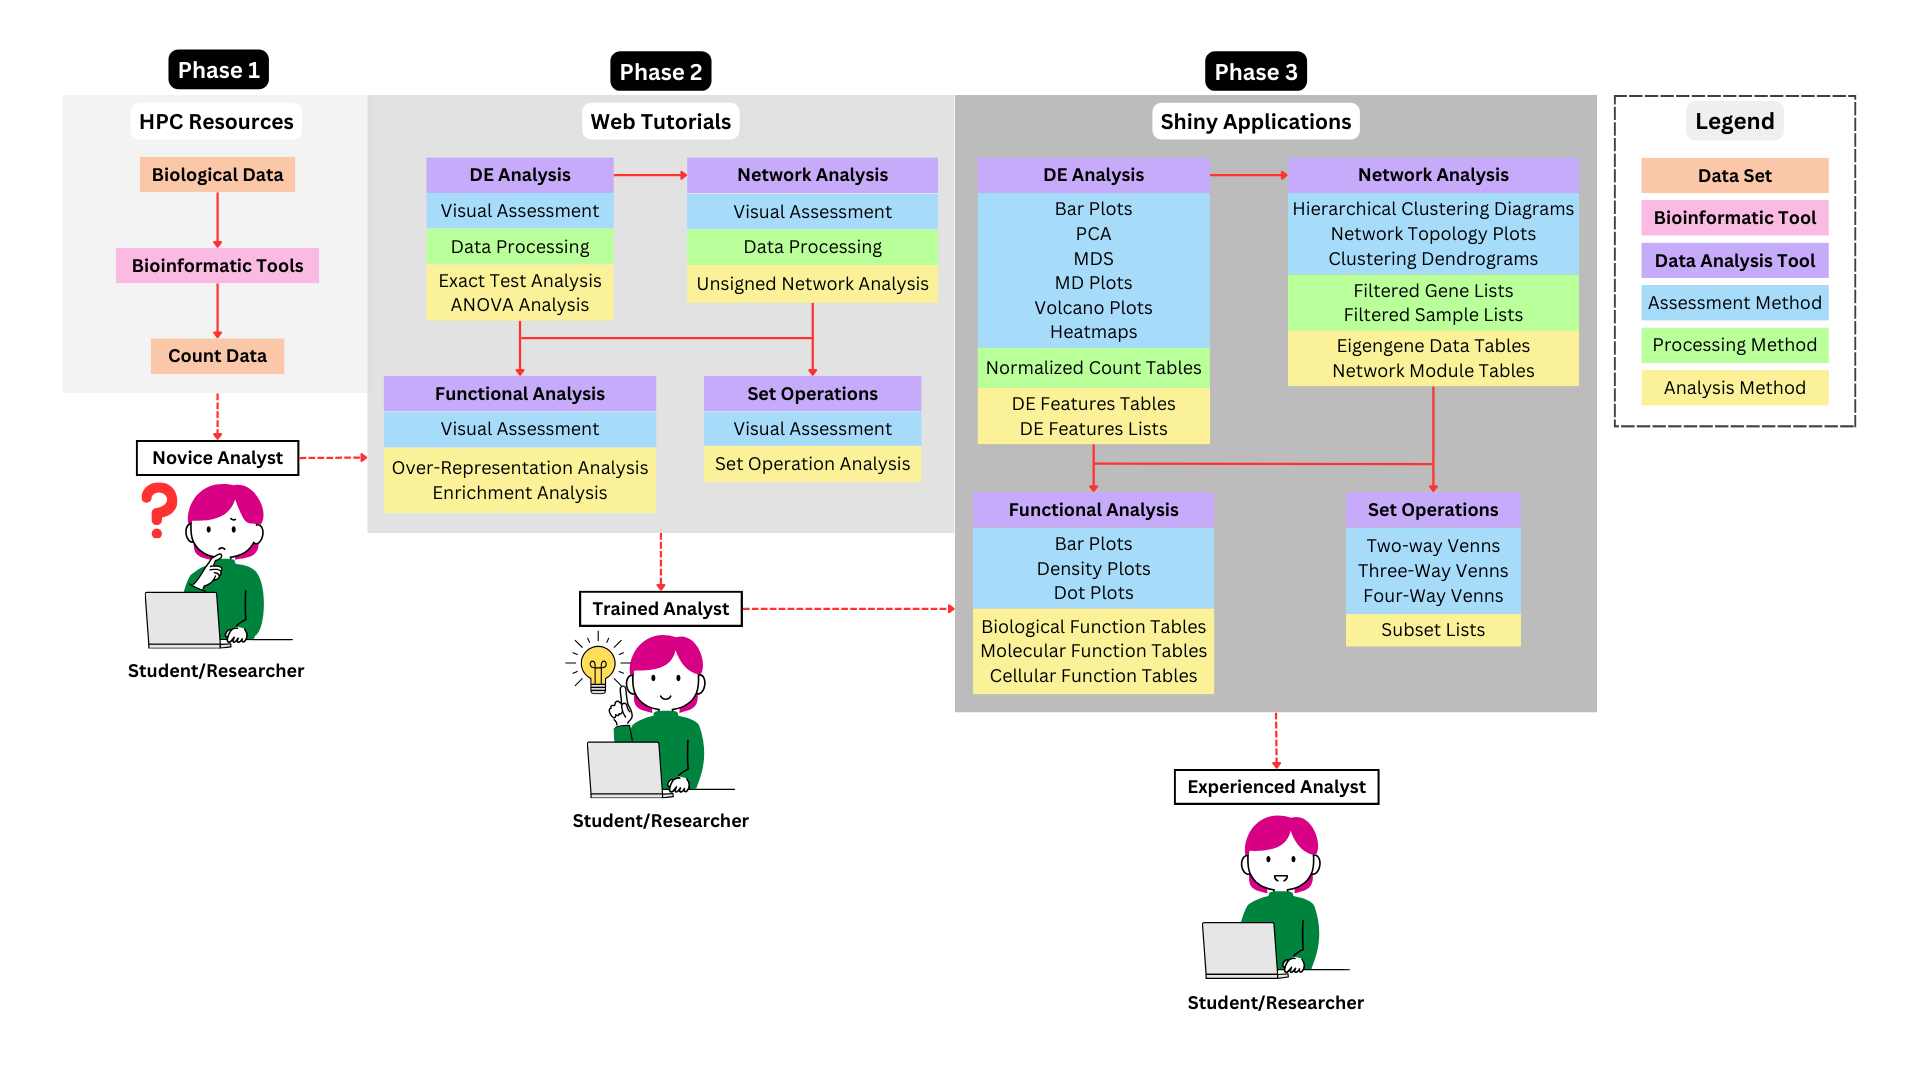 Phase 1
HPC Resources
Biological Data
Bioinformatic Tools
Count Data
Novice Analyst
?
Student/Researcher
Phase 2
Web Tutorials
DE Analysis
Visual Assessment
Data Processing
Exact Test Analysis
ANOVA Analysis
Network Analysis
Visual Assessment
Data Processing
Unsigned Network Analysis
Functional Analysis
Visual Assessment
Over-Representation Analysis
Enrichment Analysis
Set Operations
Visual Assessment
Set Operation Analysis
Trained Analyst
Student/Researcher
Phase 3
Shiny Applications
DE Analysis
Bar Plots
PCA
MDS
MD Plots
Volcano Plots
Heatmaps
Normalized Count Tables
DE Features Tables
DE Features Lists
Network Analysis
Hierarchical Clustering Diagrams
Network Topology Plots
Clustering Dendrograms
Filtered Gene Lists
Filtered Sample Lists
Eigengene Data Tables
Network Module Tables
Functional Analysis
Bar Plots
Density Plots
Dot Plots
Biological Function Tables
Molecular Function Tables
Cellular Function Tables
Set Operations
Two-way Venns
Three-Way Venns
Four-Way Venns
Subset Lists
Experienced Analyst
Student/Researcher
Legend
Data Set
Bioinformatic Tool
Data Analysis Tool
Assessment Method
Processing Method
Analysis Method